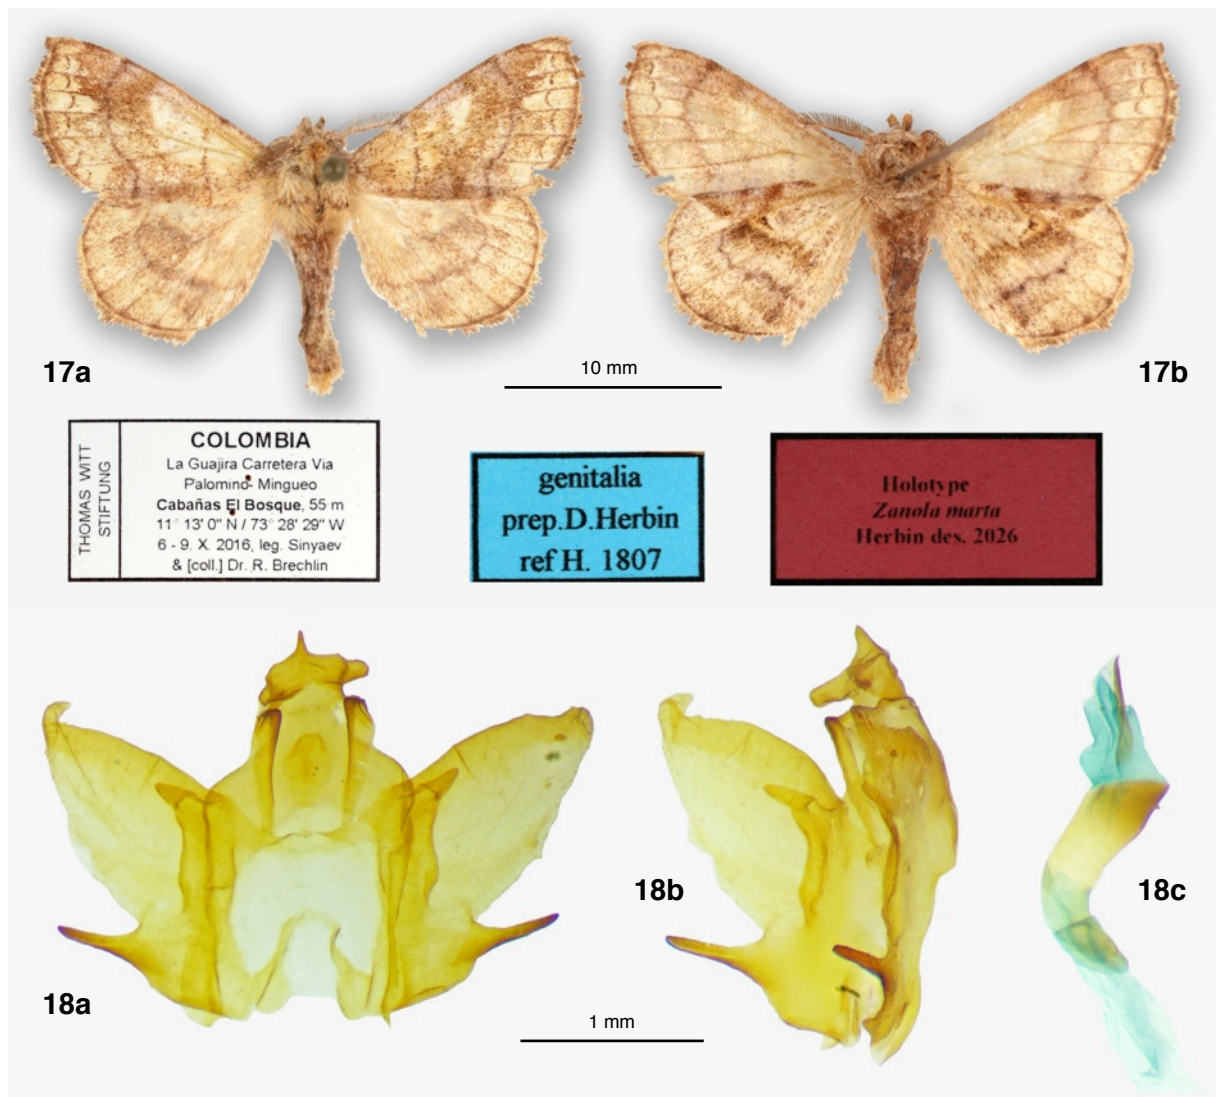 17a
10 mm
17b
THOMAS WITT
STIFTUNG
COLOMBIA
La Guajira Carretera Via
Palomino- Mingueo
Cabañas El Bosque, 55 m
11° 13' 0" N / 73° 28' 29" W
6 - 9. X. 2016, leg. Sinyaev
& [coll.] Dr. R. Brechlin
genitalia
prep.D.Herbin
ref H. 1807
Holotype
Zanola marta
Herbin des. 2026
18b
18c
18a
1 mm